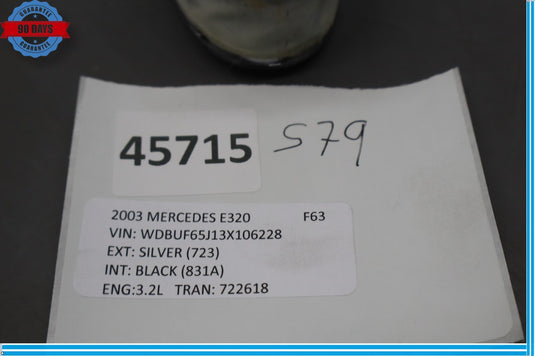 GUARANTEE
90 DAYS
GUARANTEE
45715 S79
2003 MERCEDES E320 F63
VIN: WDBUF65J13X106228
EXT: SILVER (723)
INT: BLACK (831A)
ENG:3.2L TRAN: 722618